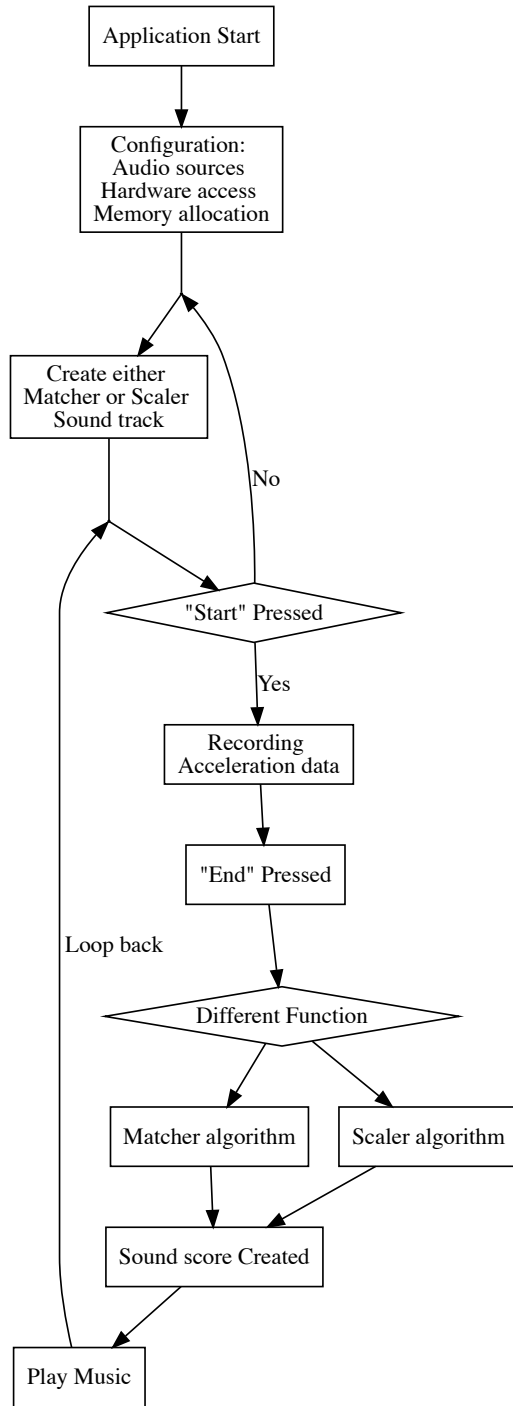 Application Start
Configuration:
Audio sources
Hardware access
Memory allocation
Create either
Matcher or Scaler
Sound track
No
"Start" Pressed
Yes
Recording
Acceleration data
"End" Pressed
Loop back
Different Function
Matcher algorithm
Scaler algorithm
Sound score Created
Play Music